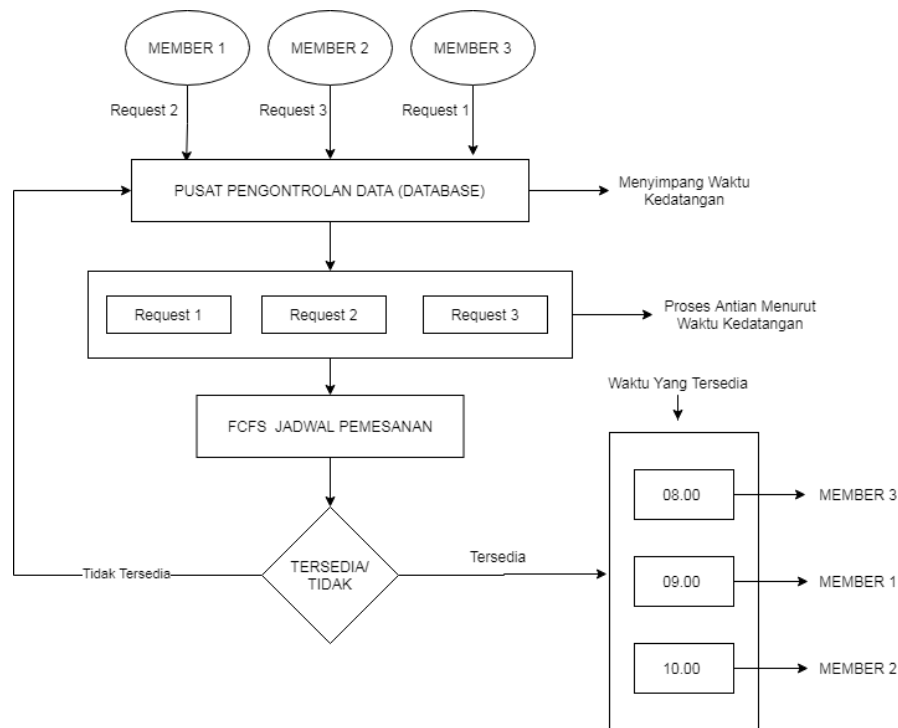 MEMBER 1
MEMBER 2
MEMBER 3
Request 2
Request 3
Request 1
PUSAT PENGONTROLAN DATA (DATABASE)
Menyimpang Waktu
Kedatangan
Request 1
Request 2
Request 3
Proses Antian Menurut
Waktu Kedatangan
Waktu Yang Tersedia
FCFS JADWAL PEMESANAN
08.00
MEMBER 3
Tersedia
TERSEDIA/
TIDAK
Tidak Tersedia
09.00
MEMBER 1
10.00
MEMBER 2